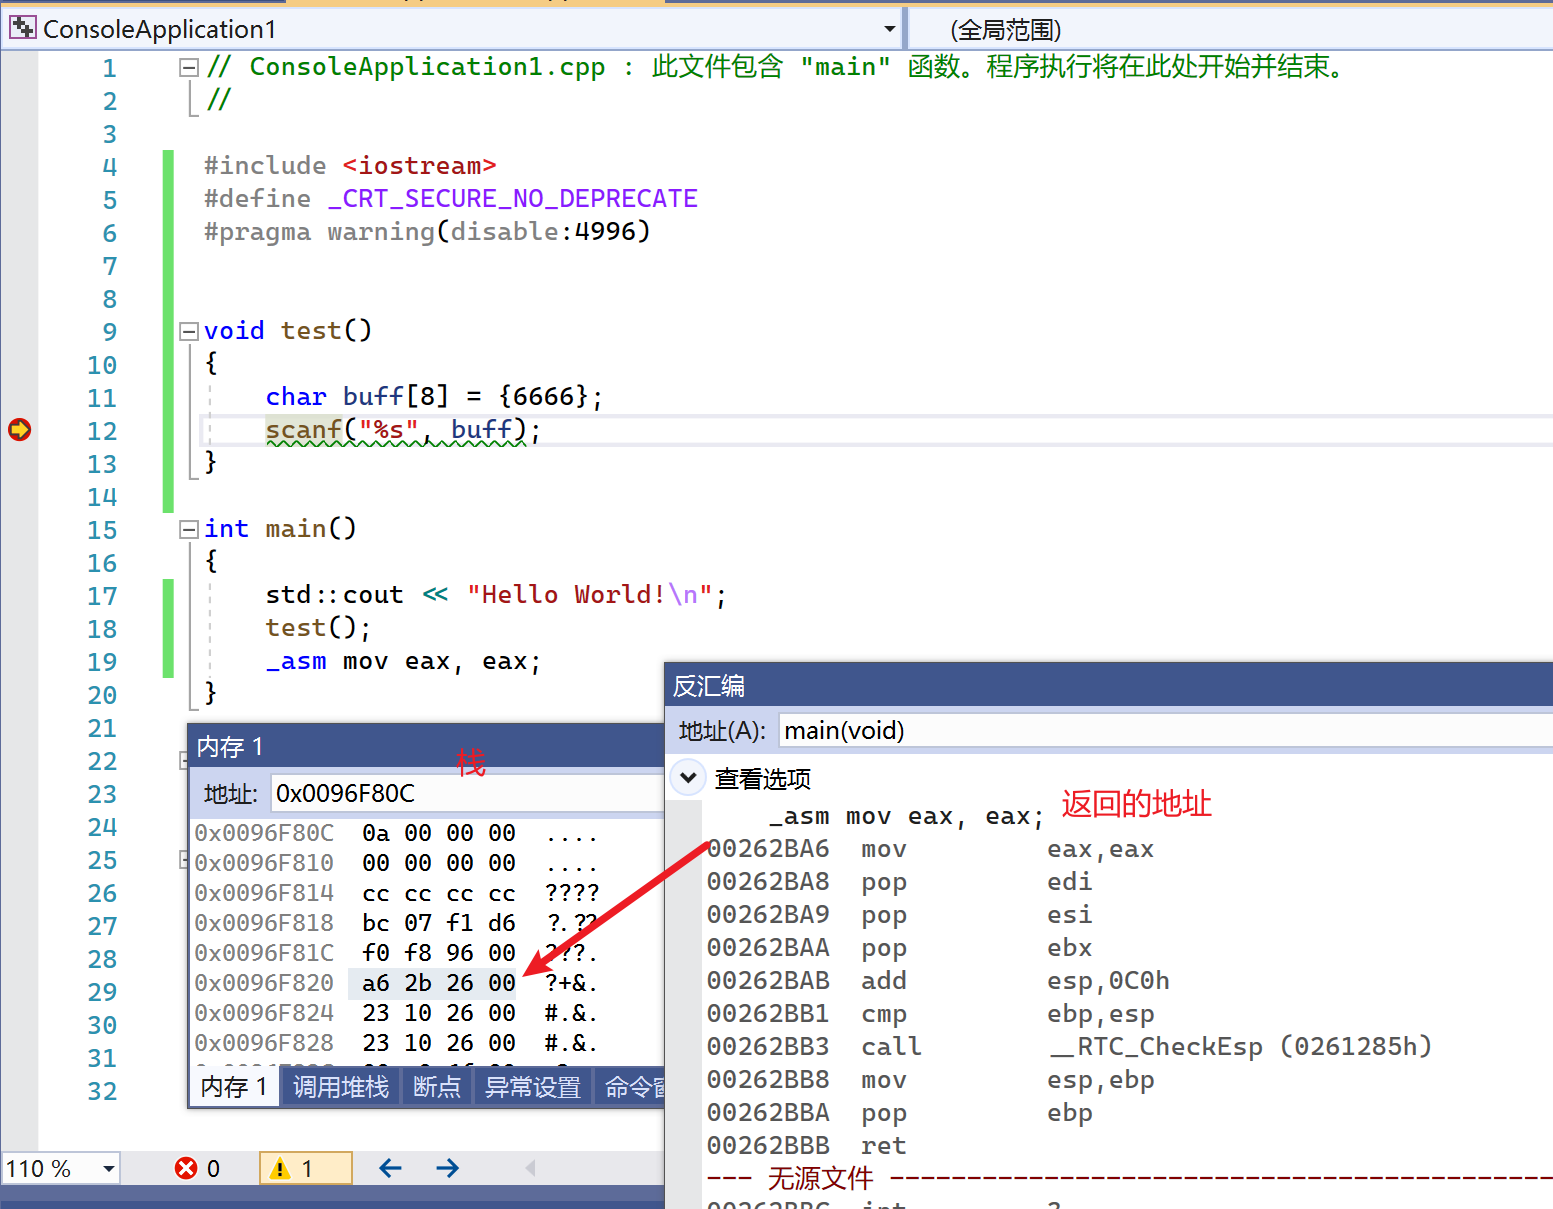 ConsoleApplication1
(全局范围)
1 // ConsoleApplication1.cpp : 此文件包含 "main" 函数。程序执行将在此处开始并结束。
2 //
3
4 #include <iostream>
5 #define _CRT_SECURE_NO_DEPRECATE
6 #pragma warning(disable:4996)
7
8
9 void test()
10 {
11 char buff[8] = {6666};
12 scanf("%s", buff);
13 }
14
15 int main()
16 {
17 std::cout << "Hello World!\n";
18 test();
19 _asm mov eax, eax;
20 }
21
22
23
24
25
26
27
28
29
30
31
32
内存 1
栈
地址: 0x0096F80C
0x0096F80C 0a 00 00 00 ....
0x0096F810 00 00 00 00 ....
0x0096F814 cc cc cc cc ????
0x0096F818 bc 07 f1 d6 ?.??
0x0096F81C f0 f8 96 00 ???.
0x0096F820 a6 2b 26 00 ?+&.
0x0096F824 23 10 26 00 #.&.
0x0096F828 23 10 26 00 #.&.
内存 1 调用堆栈 断点 异常设置 命令窗
反汇编
地址(A): main(void)
查看选项
_asm mov eax, eax;
返回的地址
00262BA6 mov eax,eax
00262BA8 pop edi
00262BA9 pop esi
00262BAA pop ebx
00262BAB add esp,0C0h
00262BB1 cmp ebp,esp
00262BB3 call __RTC_CheckEsp (0261285h)
00262BB8 mov esp,ebp
00262BBA pop ebp
00262BBB ret
--- 无源文件 ------------------------------------------
110 % 0 1